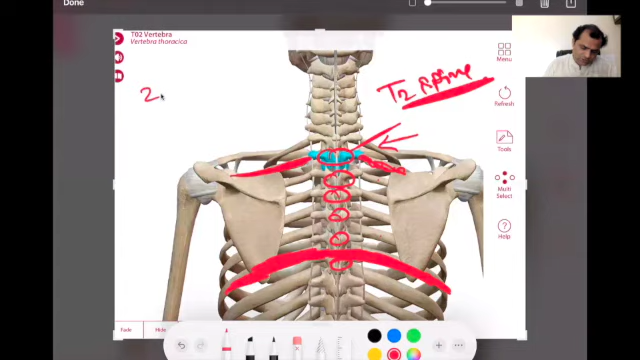 Done
T02 Vertebra
Vertebra thoracica
Menu
T2 Spine
2
Refresh
Tools
Multi
Select
Help
Fade
Hide